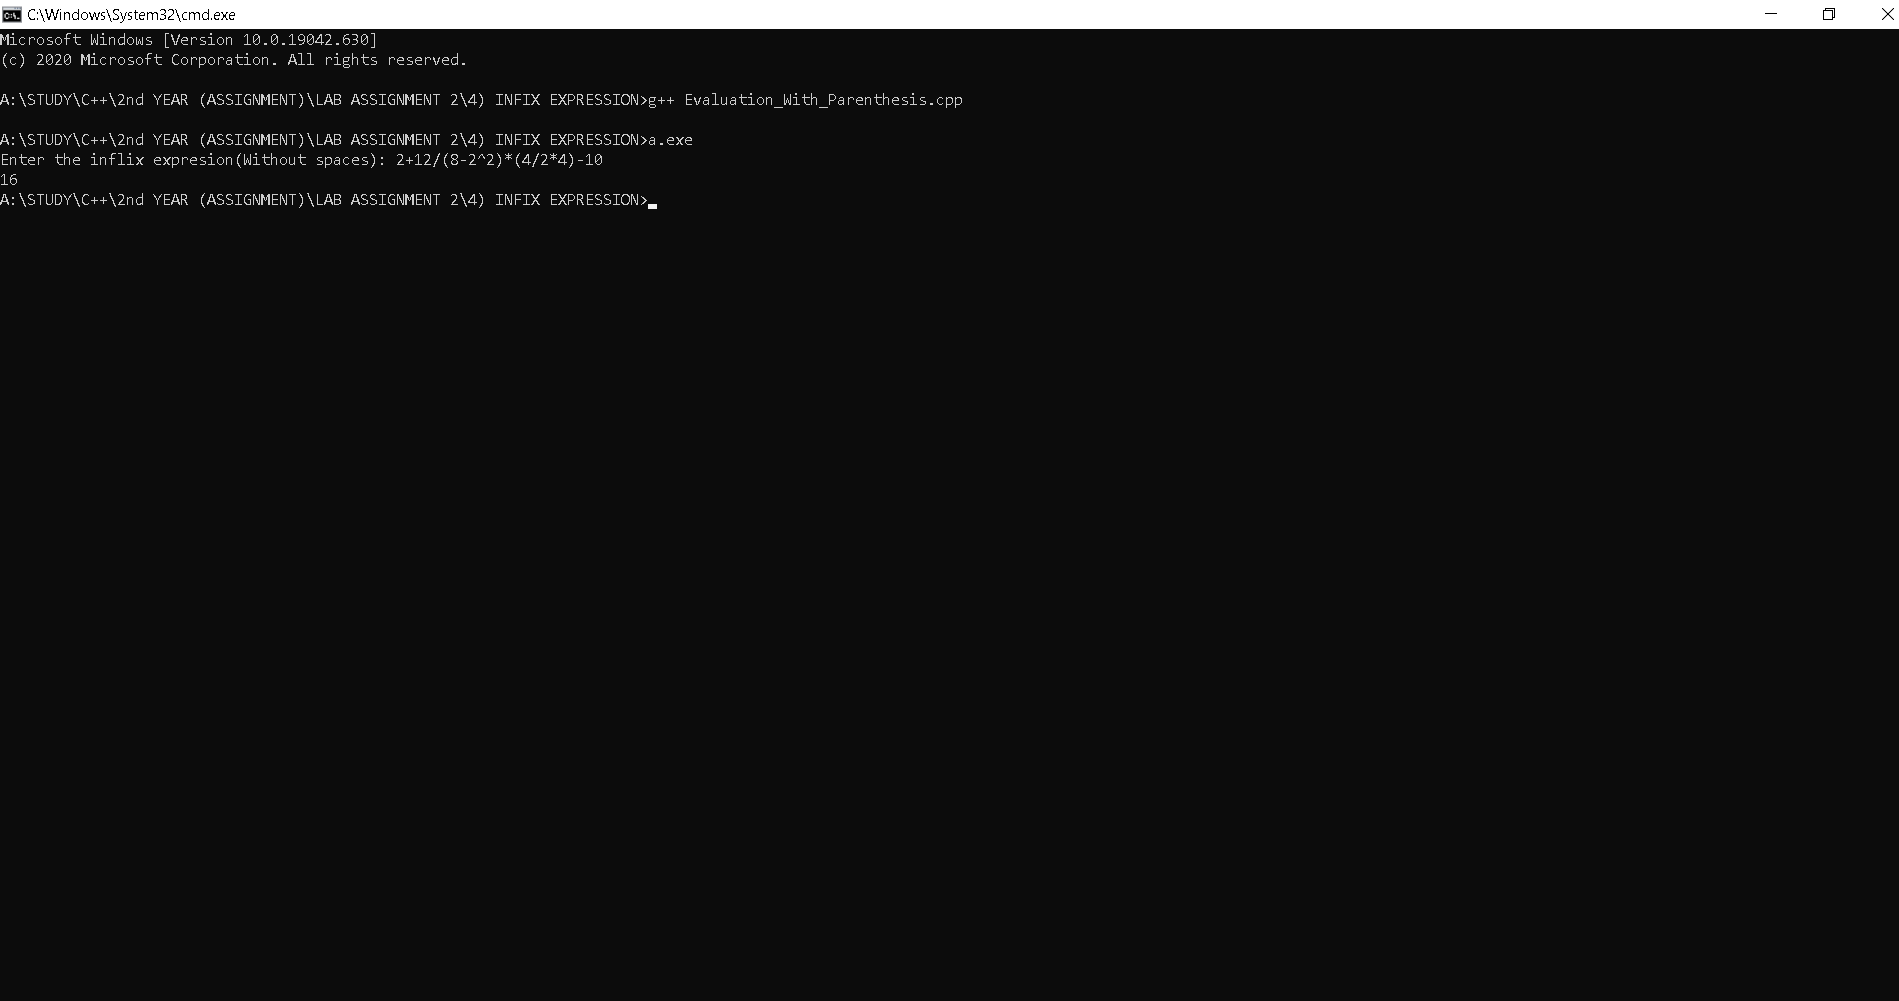 C:\Windows\System32\cmd.exe
Microsoft Windows [Version 10.0.19042.630]
(c) 2020 Microsoft Corporation. All rights reserved.
A:\STUDY\C++\2nd YEAR (ASSIGNMENT)\LAB ASSIGNMENT 2\4) INFIX EXPRESSION>g++ Evaluation_With_Parenthesis.cpp
A:\STUDY\C++\2nd YEAR (ASSIGNMENT)\LAB ASSIGNMENT 2\4) INFIX EXPRESSION>a.exe
Enter the inflix expresion(Without spaces): 2+12/(8-2^2)*(4/2*4)-10
16
A:\STUDY\C++\2nd YEAR (ASSIGNMENT)\LAB ASSIGNMENT 2\4) INFIX EXPRESSION>